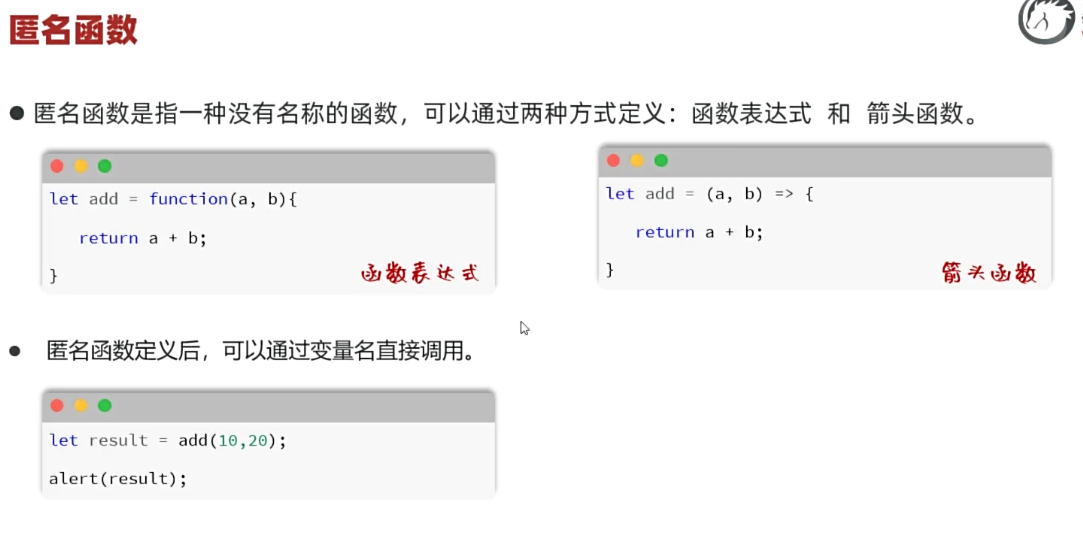 匿名函数
● 匿名函数是指一种没有名称的函数，可以通过两种方式定义：函数表达式 和 箭头函数。
let add = function(a, b){
return a + b;
}
函数表达式
let add = (a, b) => {
return a + b;
}
箭头函数
● 匿名函数定义后，可以通过变量名直接调用。
let result = add(10,20);
alert(result);